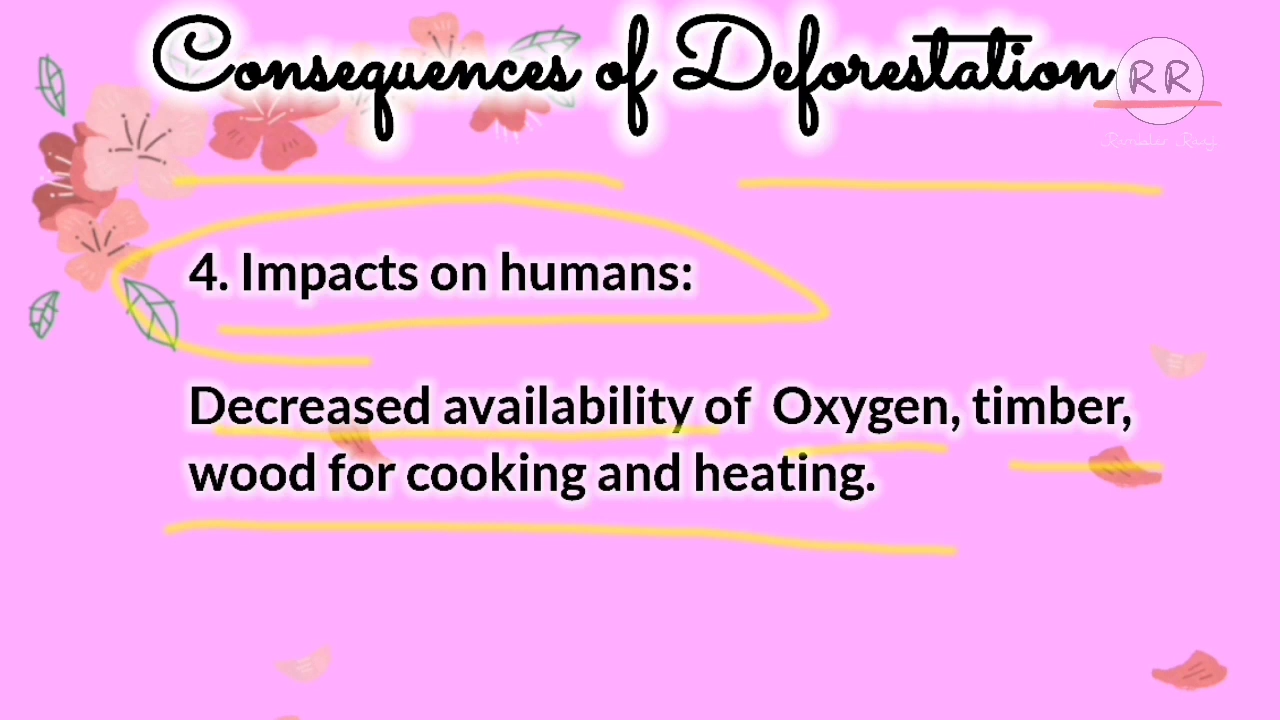 Consequences of Deforestation
RR
4. Impacts on humans:
Decreased availability of Oxygen, timber,
wood for cooking and heating.